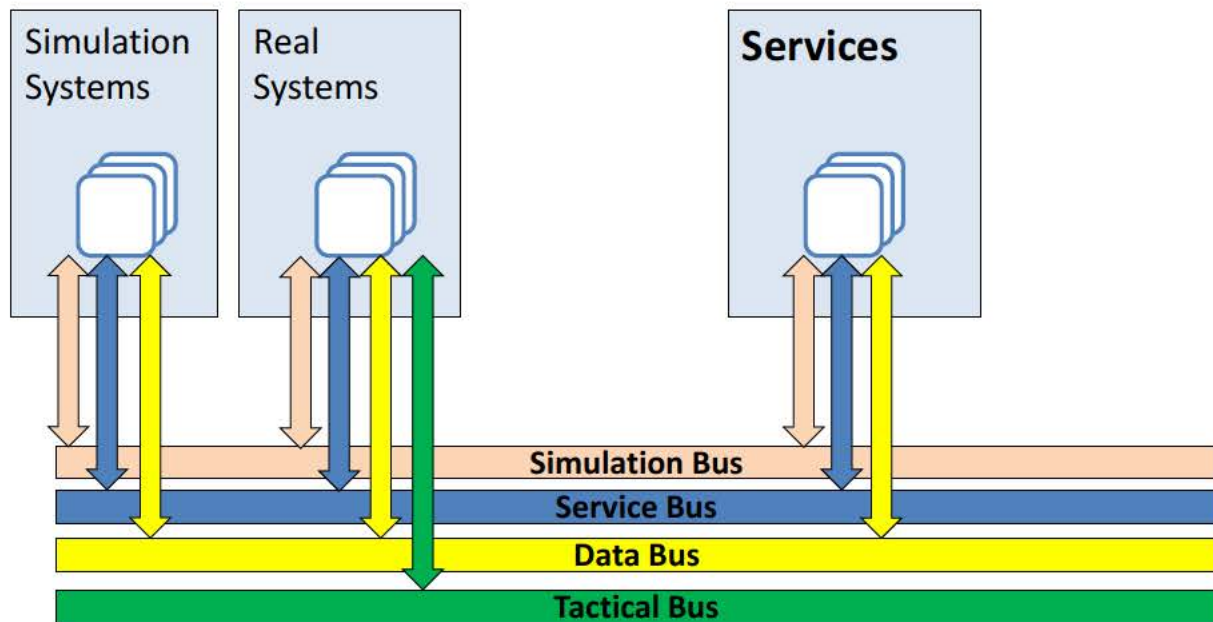 Simulation
Systems
Real
Systems
Services
Simulation Bus
Service Bus
Data Bus
Tactical Bus